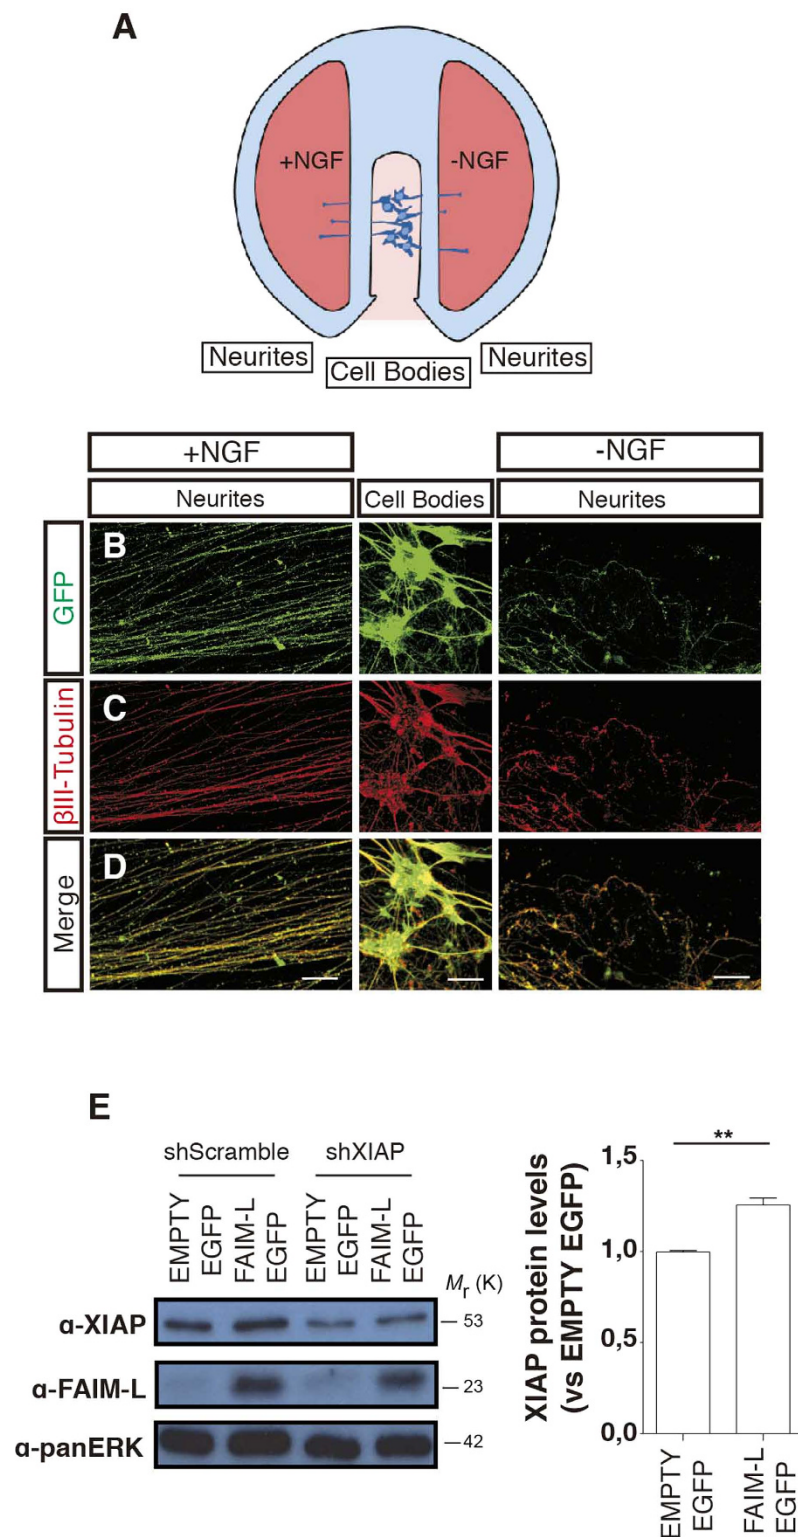 A
+NGF
-NGF
Neurites
Cell Bodies
Neurites
+NGF
-NGF
Neurites
Cell Bodies
Neurites
GFP
B
βIII-Tubulin
C
Merge
D
E
shScramble
shXIAP
EMPTY
EGFP
FAIM-L
EGFP
EMPTY
EGFP
FAIM-L
EGFP
Mr (K)
α-XIAP
53
α-FAIM-L
23
α-panERK
42
XIAP protein levels
(vs EMPTY EGFP)
**
1,5
1,0
0,5
0,0
EMPTY
EGFP
FAIM-L
EGFP